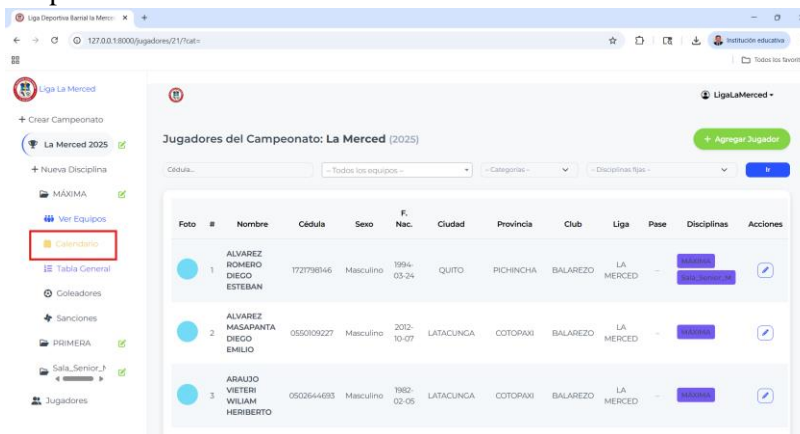 Liga Deportiva Barrial la Merce
127.0.0.1:8000/jugadores/21/?cat=
Institución educativa
Todos los favorit
Liga La Merced
LigaLaMerced
+ Crear Campeonato
La Merced 2025
Jugadores del Campeonato: La Merced (2025)
+ Agregar Jugador
+ Nueva Disciplina
Cédula...
-- Todos los equipos --
-- Categorías --
-- Disciplinas fijas --
Ir
MÁXIMA
Ver Equipos
Calendario
Tabla General
Goleadores
Sanciones
PRIMERA
Sala_Senior_M
Jugadores
Foto # Nombre Cédula Sexo F. Nac. Ciudad Provincia Club Liga Pase Disciplinas Acciones
1 ALVAREZ ROMERO DIEGO ESTEBAN 1721798146 Masculino 1994-03-24 QUITO PICHINCHA BALAREZO LA MERCED – MÁXIMA Sala_Senior_M
2 ALVAREZ MASAPANTA DIEGO EMILIO 0550109227 Masculino 2012-10-07 LATACUNGA COTOPAXI BALAREZO LA MERCED – MÁXIMA
3 ARAUJO VIETERI WILIAM HERIBERTO 0502644693 Masculino 1982-02-05 LATACUNGA COTOPAXI BALAREZO LA MERCED – MÁXIMA